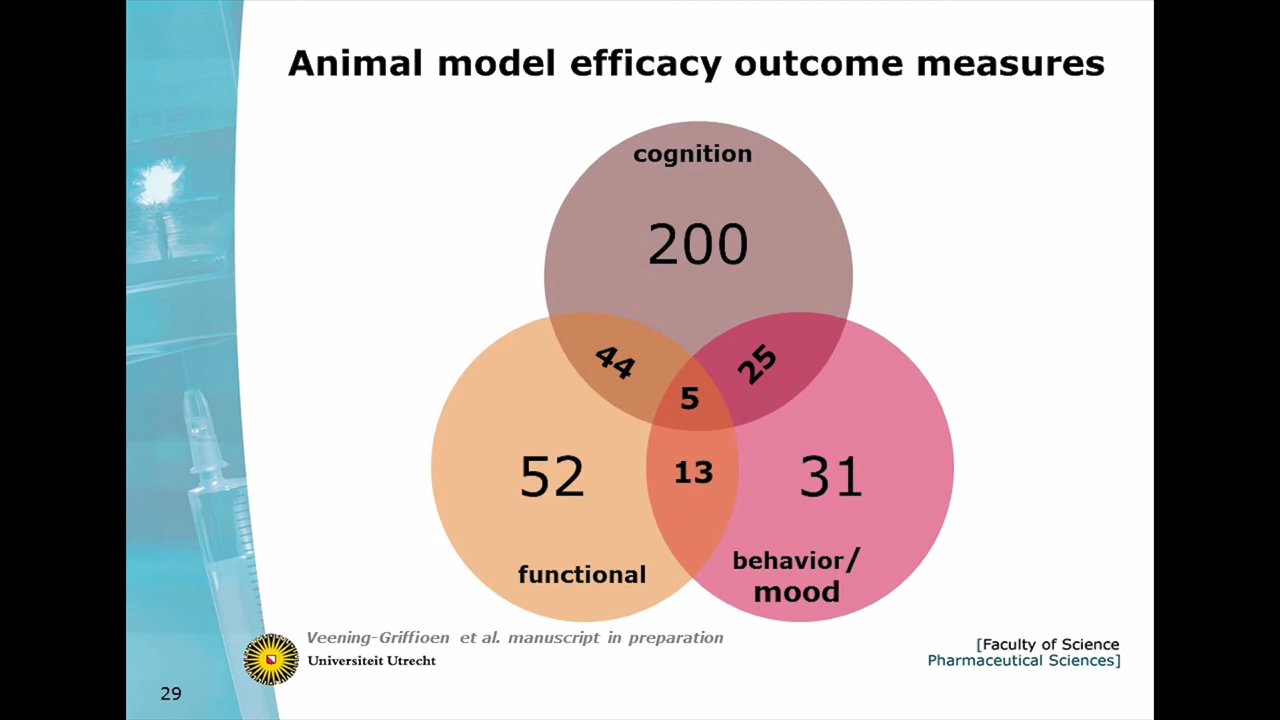 Animal model efficacy outcome measures
cognition
200
44
25
5
52
13
31
functional
behavior/
mood
Veening-Griffioen et al. manuscript in preparation
Universiteit Utrecht
[Faculty of Science
Pharmaceutical Sciences]
29